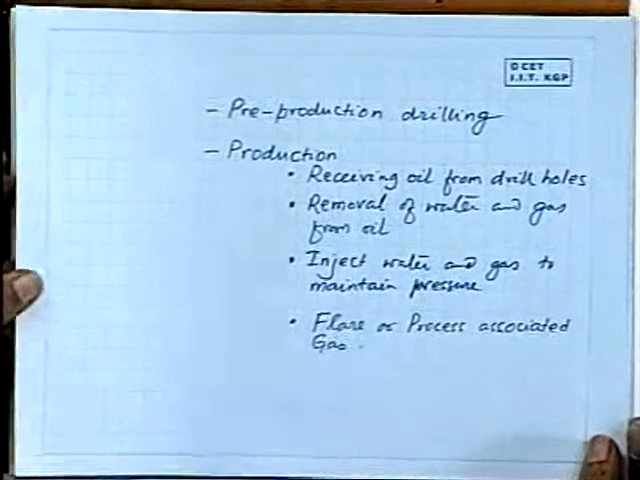 © CET
I.I.T. KGP
- Pre-production drilling
- Production
• Receiving oil from drill holes
• Removal of water and gas
from oil
• Inject water and gas to
maintain pressure
• Flare or Process associated
Gas.